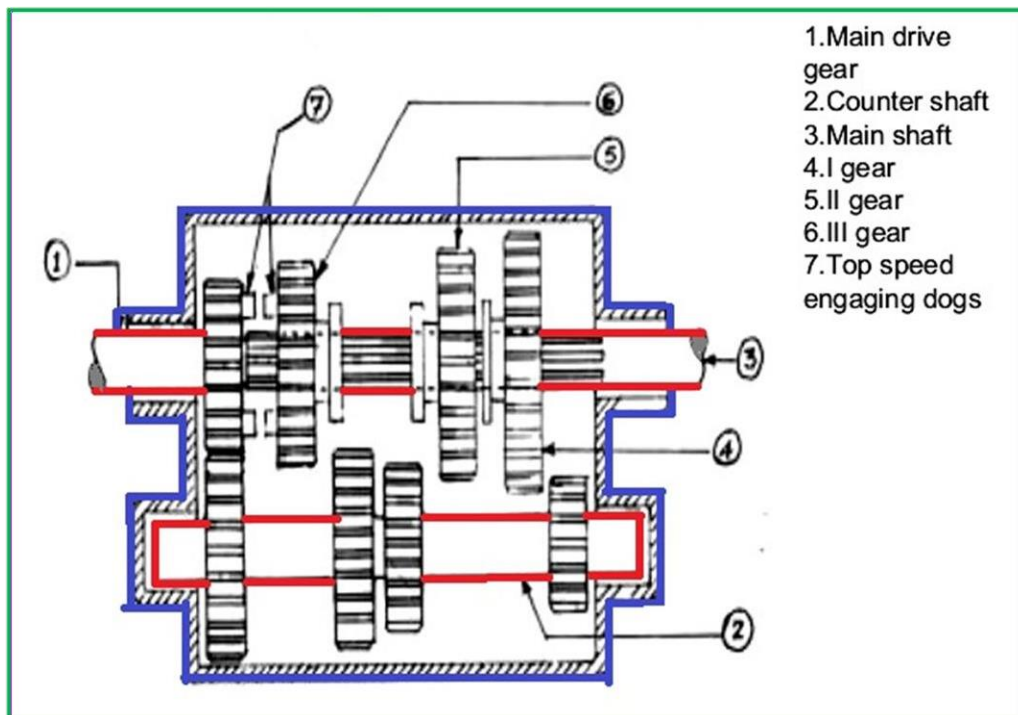 1.Main drive
gear
2.Counter shaft
3.Main shaft
4.I gear
5.II gear
6.III gear
7.Top speed
engaging dogs
7
6
5
1
3
4
2